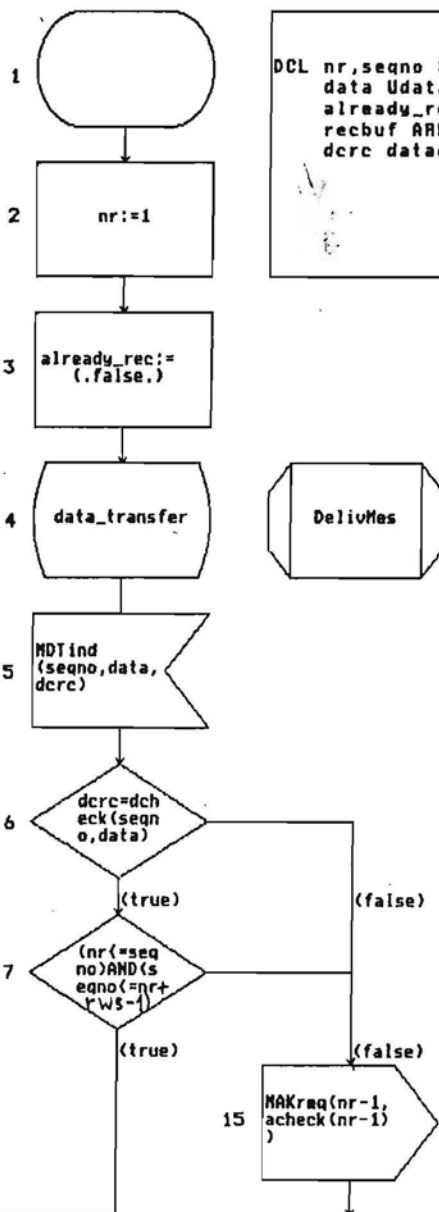 1
DCL nr,seqno
data Udat
already_r
recbuf AR
dcrc data
2
nr:=1
3
already_rec:=
(.false.)
4
data_transfer
DelivMes
5
MDTind
(seqno,data,
dcrc)
6
dcrc=dch
eck(seqn
o,data)
(true)
(false)
7
(nr(=seq
no)AND(s
eqno(=nr+
rws-1)
(true)
(false)
15
MAKreq(nr-1,
acheck(nr-1)
)